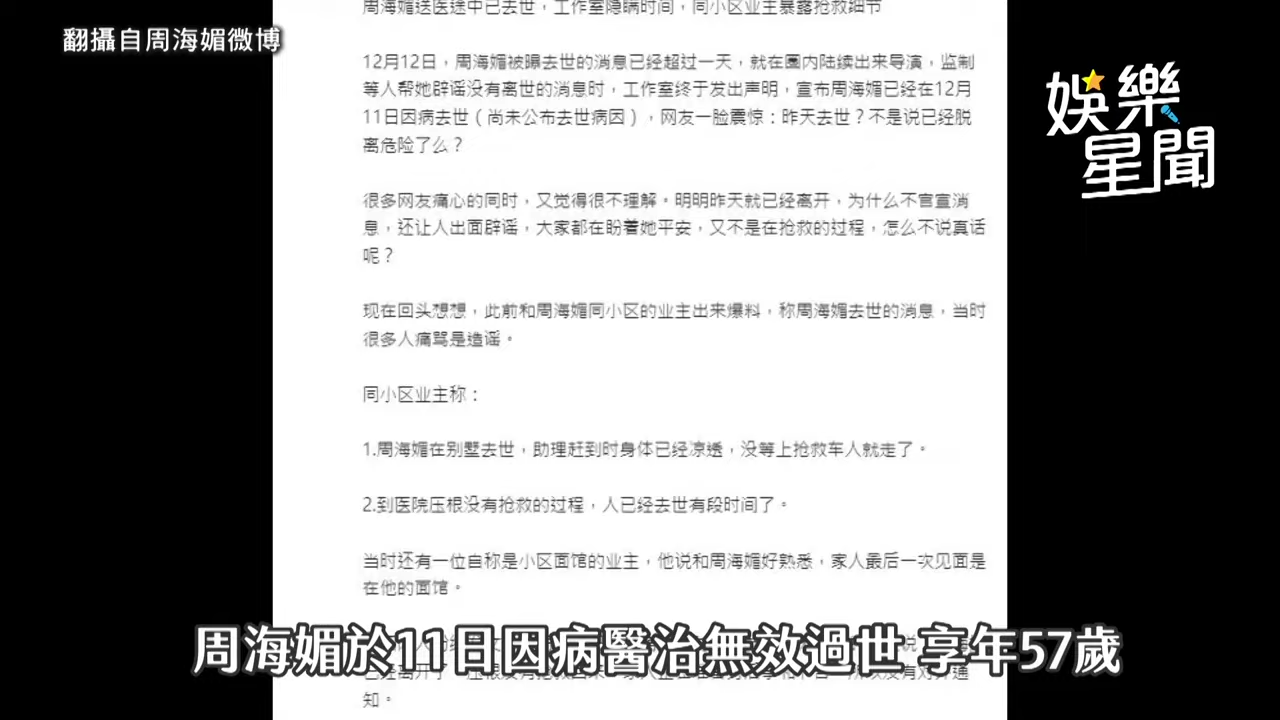 周海媚送医途中已去世，工作室隐瞒时间，同小区业主暴露抢救细节
翻攝自周海媚微博
娛樂
星聞
12月12日，周海媚被曝去世的消息已经超过一天，就在圈内陆续出来导演，监制
等人帮她辟谣没有离世的消息时，工作室终于发出声明，宣布周海媚已经在12月
11日因病去世（尚未公布去世病因），网友一脸震惊：昨天去世？不是说已经脱
离危险了么？
很多网友痛心的同时，又觉得很不理解。明明昨天就已经离开，为什么不官宣消
息，还让人出面辟谣，大家都在盼着她平安，又不是在抢救的过程，怎么不说真话
呢？
现在回头想想，此前和周海媚同小区的业主出来爆料，称周海媚去世的消息，当时
很多人痛骂是造谣。
同小区业主称：
1.周海媚在别墅去世，助理赶到时身体已经凉透，没等上抢救车人就走了。
2.到医院压根没有抢救的过程，人已经去世有段时间了。
当时还有一位自称是小区面馆的业主，他说和周海媚好熟悉，家人最后一次见面是
在他的面馆。
周海媚於11日因病醫治無效過世 享年57歲
知。